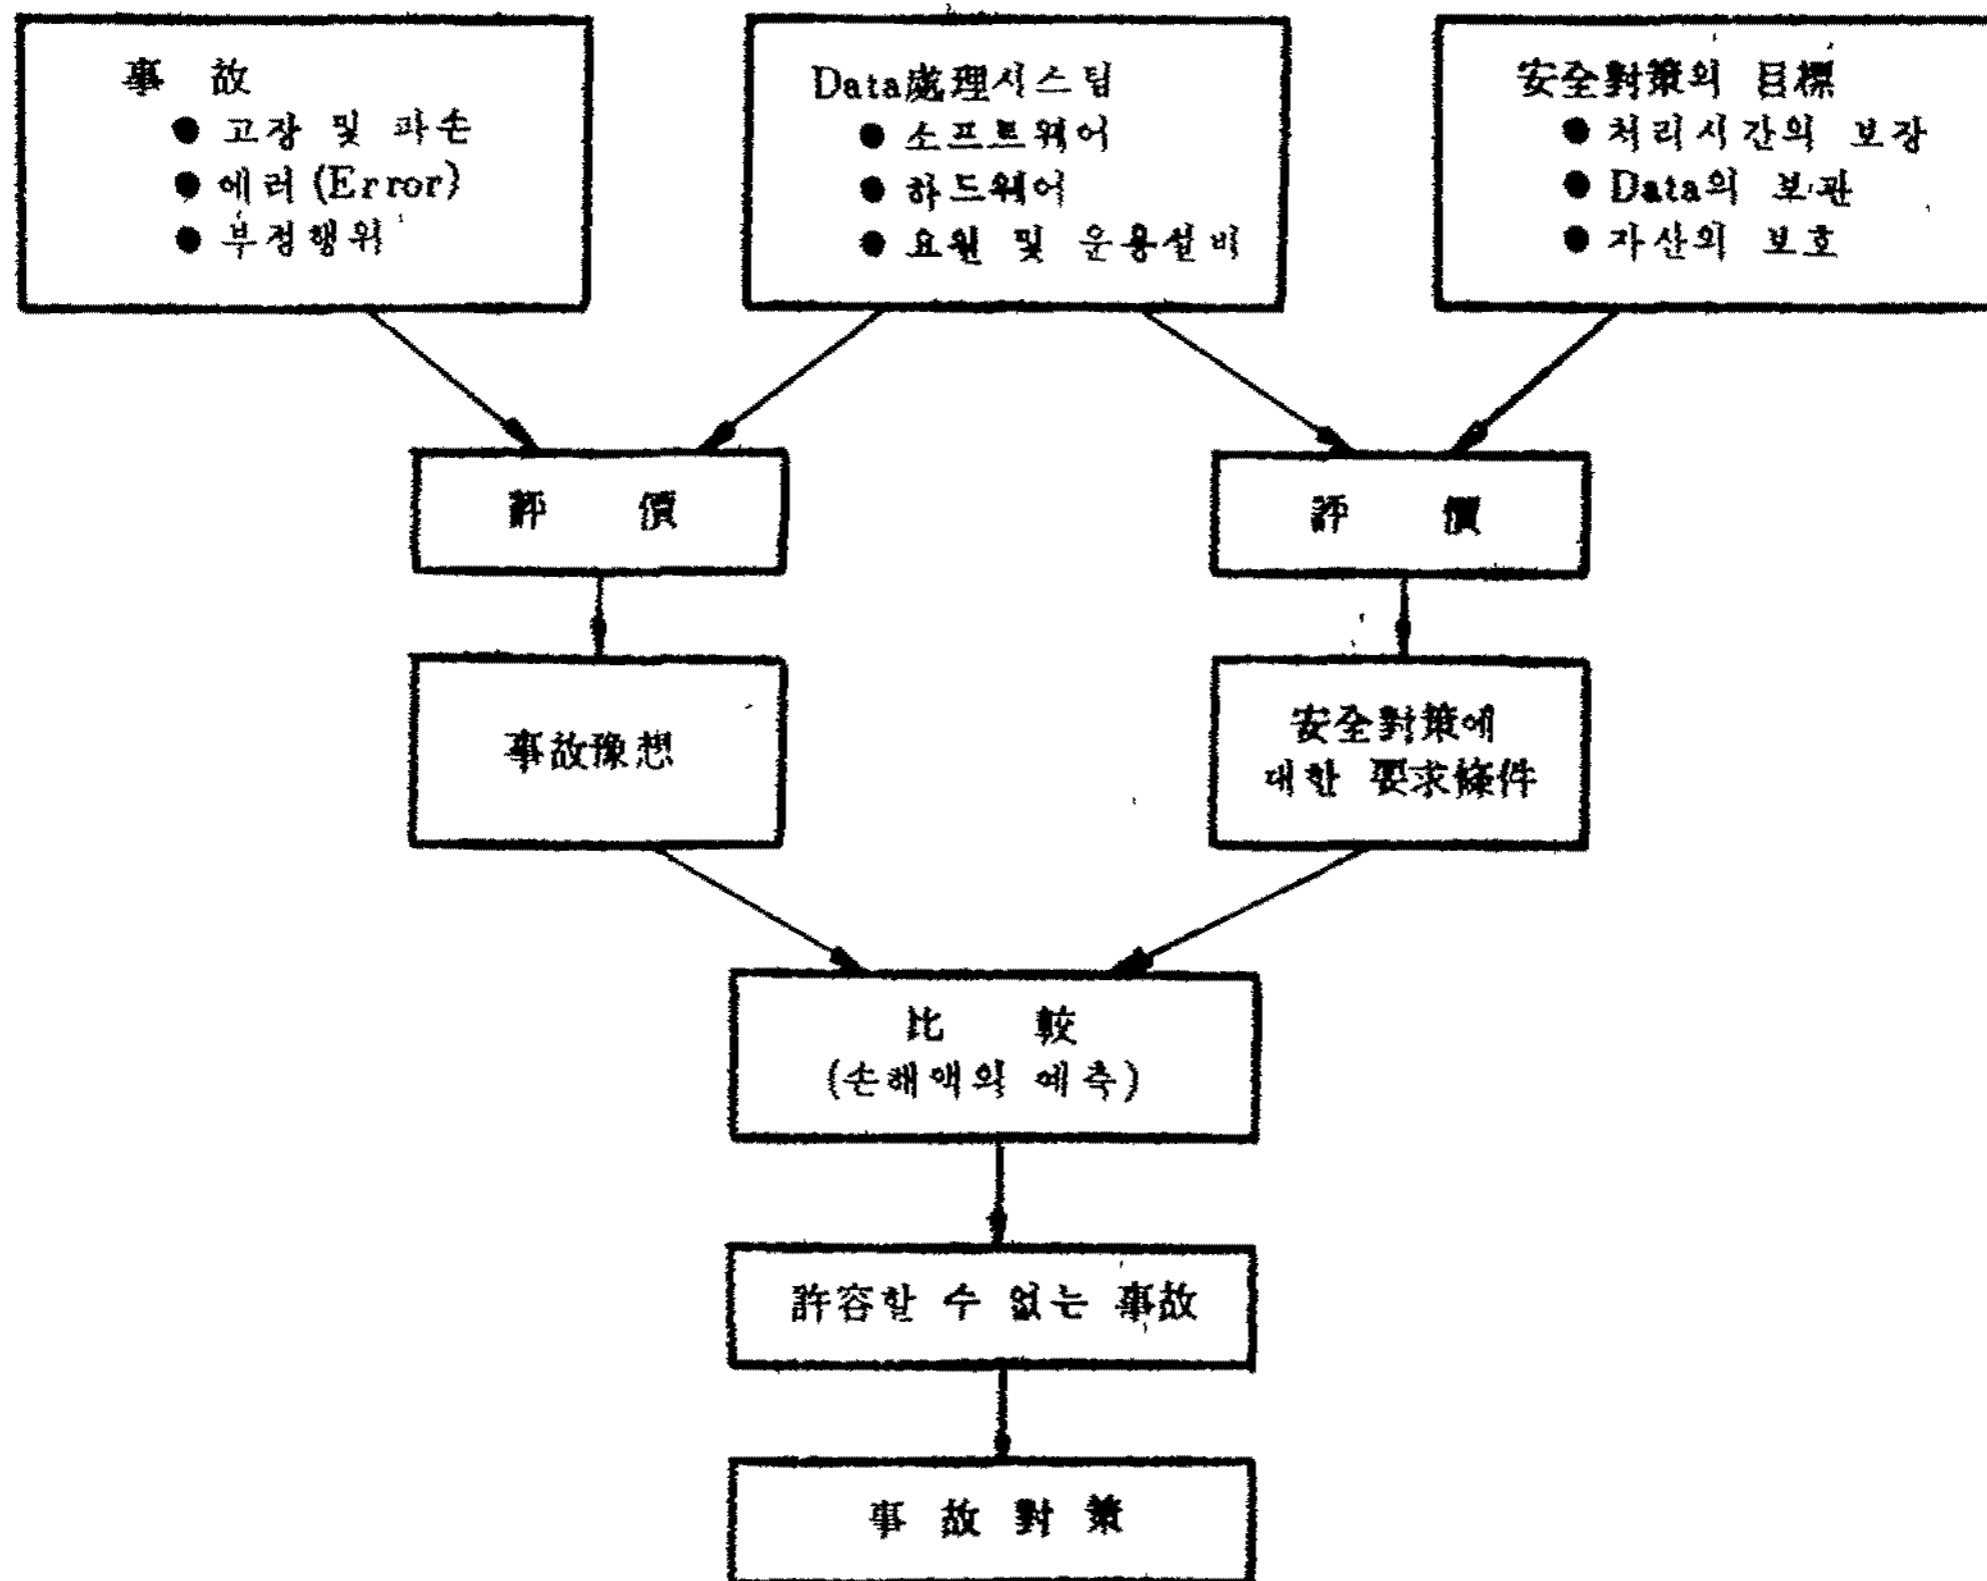 事 故
● 고장 및 파손
● 에러 (Error)
● 부정행위
Data處理시스팀
● 소프트웨어
● 하드웨어
● 요원 및 운용설비
安全對策의 目標
● 처리시간의 보장
● Data의 보관
● 자산의 보호
評 價
評 價
事故豫想
安全對策에
대한 要求條件
比 較
(손해액의 예측)
許容할 수 없는 事故
事 故 對 策